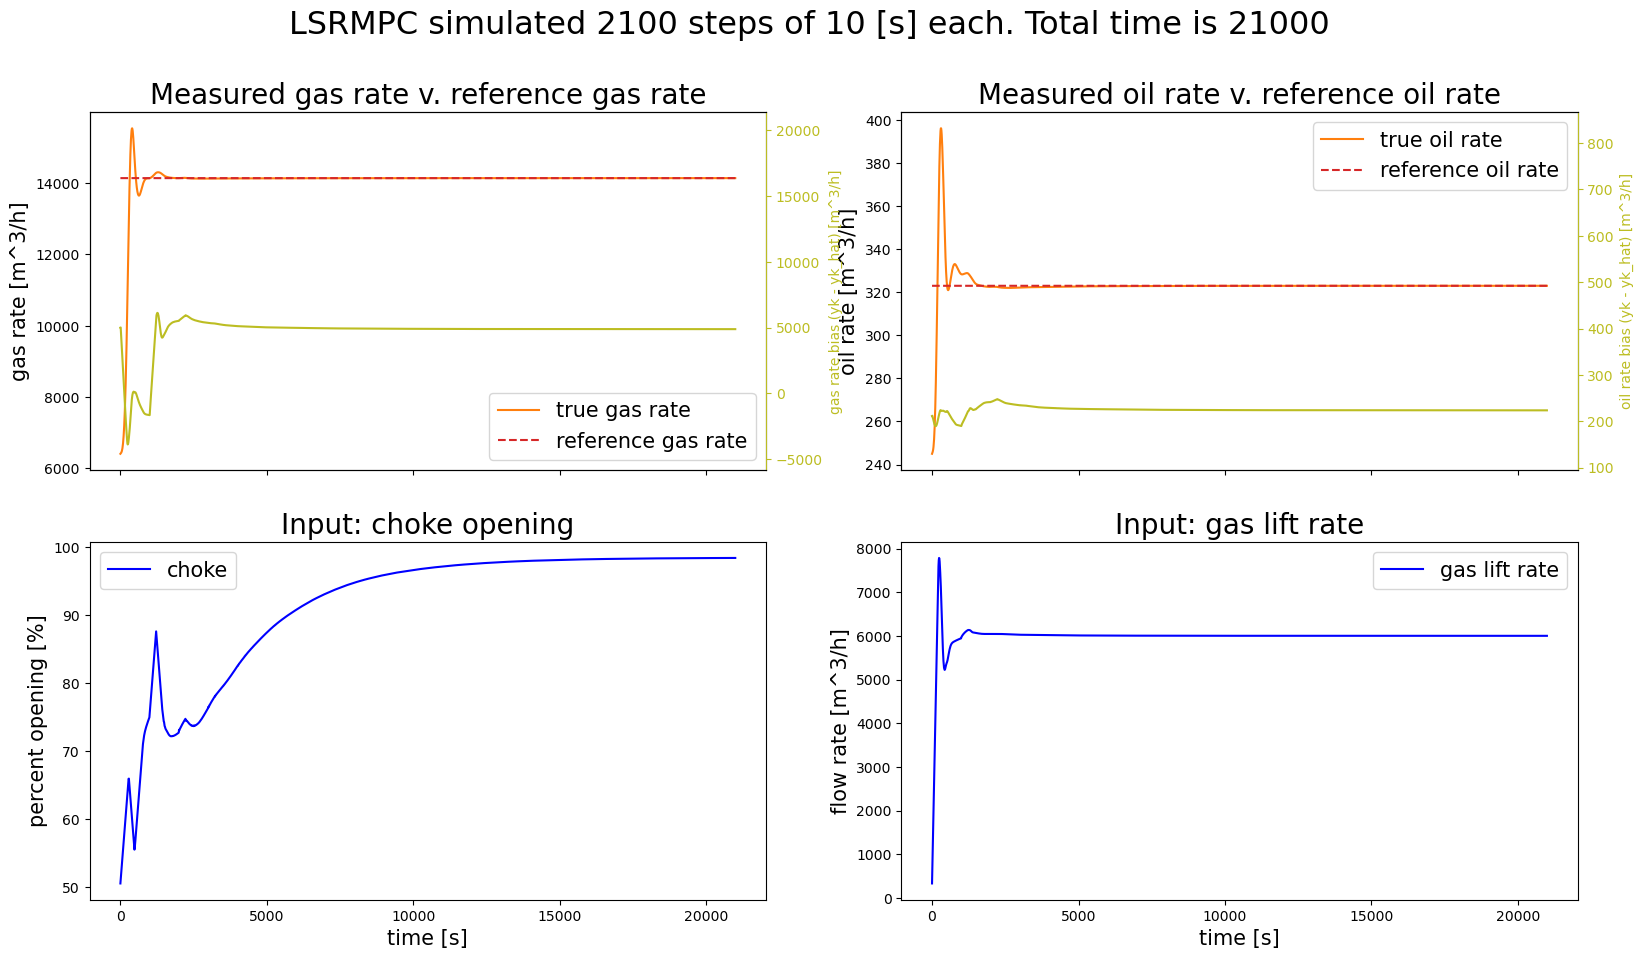 LSRMPC simulated 2100 steps of 10 [s] each. Total time is 21000
Measured gas rate v. reference gas rate
gas rate [m^3/h]
14000
12000
10000
8000
6000
20000
15000
10000
5000
0
−5000
gas rate bias (yk - yk_hat) [m^3/h]
true gas rate
reference gas rate
Measured oil rate v. reference oil rate
oil rate [m^3/h]
400
380
360
340
320
300
280
260
240
800
700
600
500
400
300
200
100
oil rate bias (yk - yk_hat) [m^3/h]
true oil rate
reference oil rate
Input: choke opening
percent opening [%]
100
90
80
70
60
50
choke
0
5000
10000
15000
20000
time [s]
Input: gas lift rate
flow rate [m^3/h]
8000
7000
6000
5000
4000
3000
2000
1000
0
gas lift rate
0
5000
10000
15000
20000
time [s]